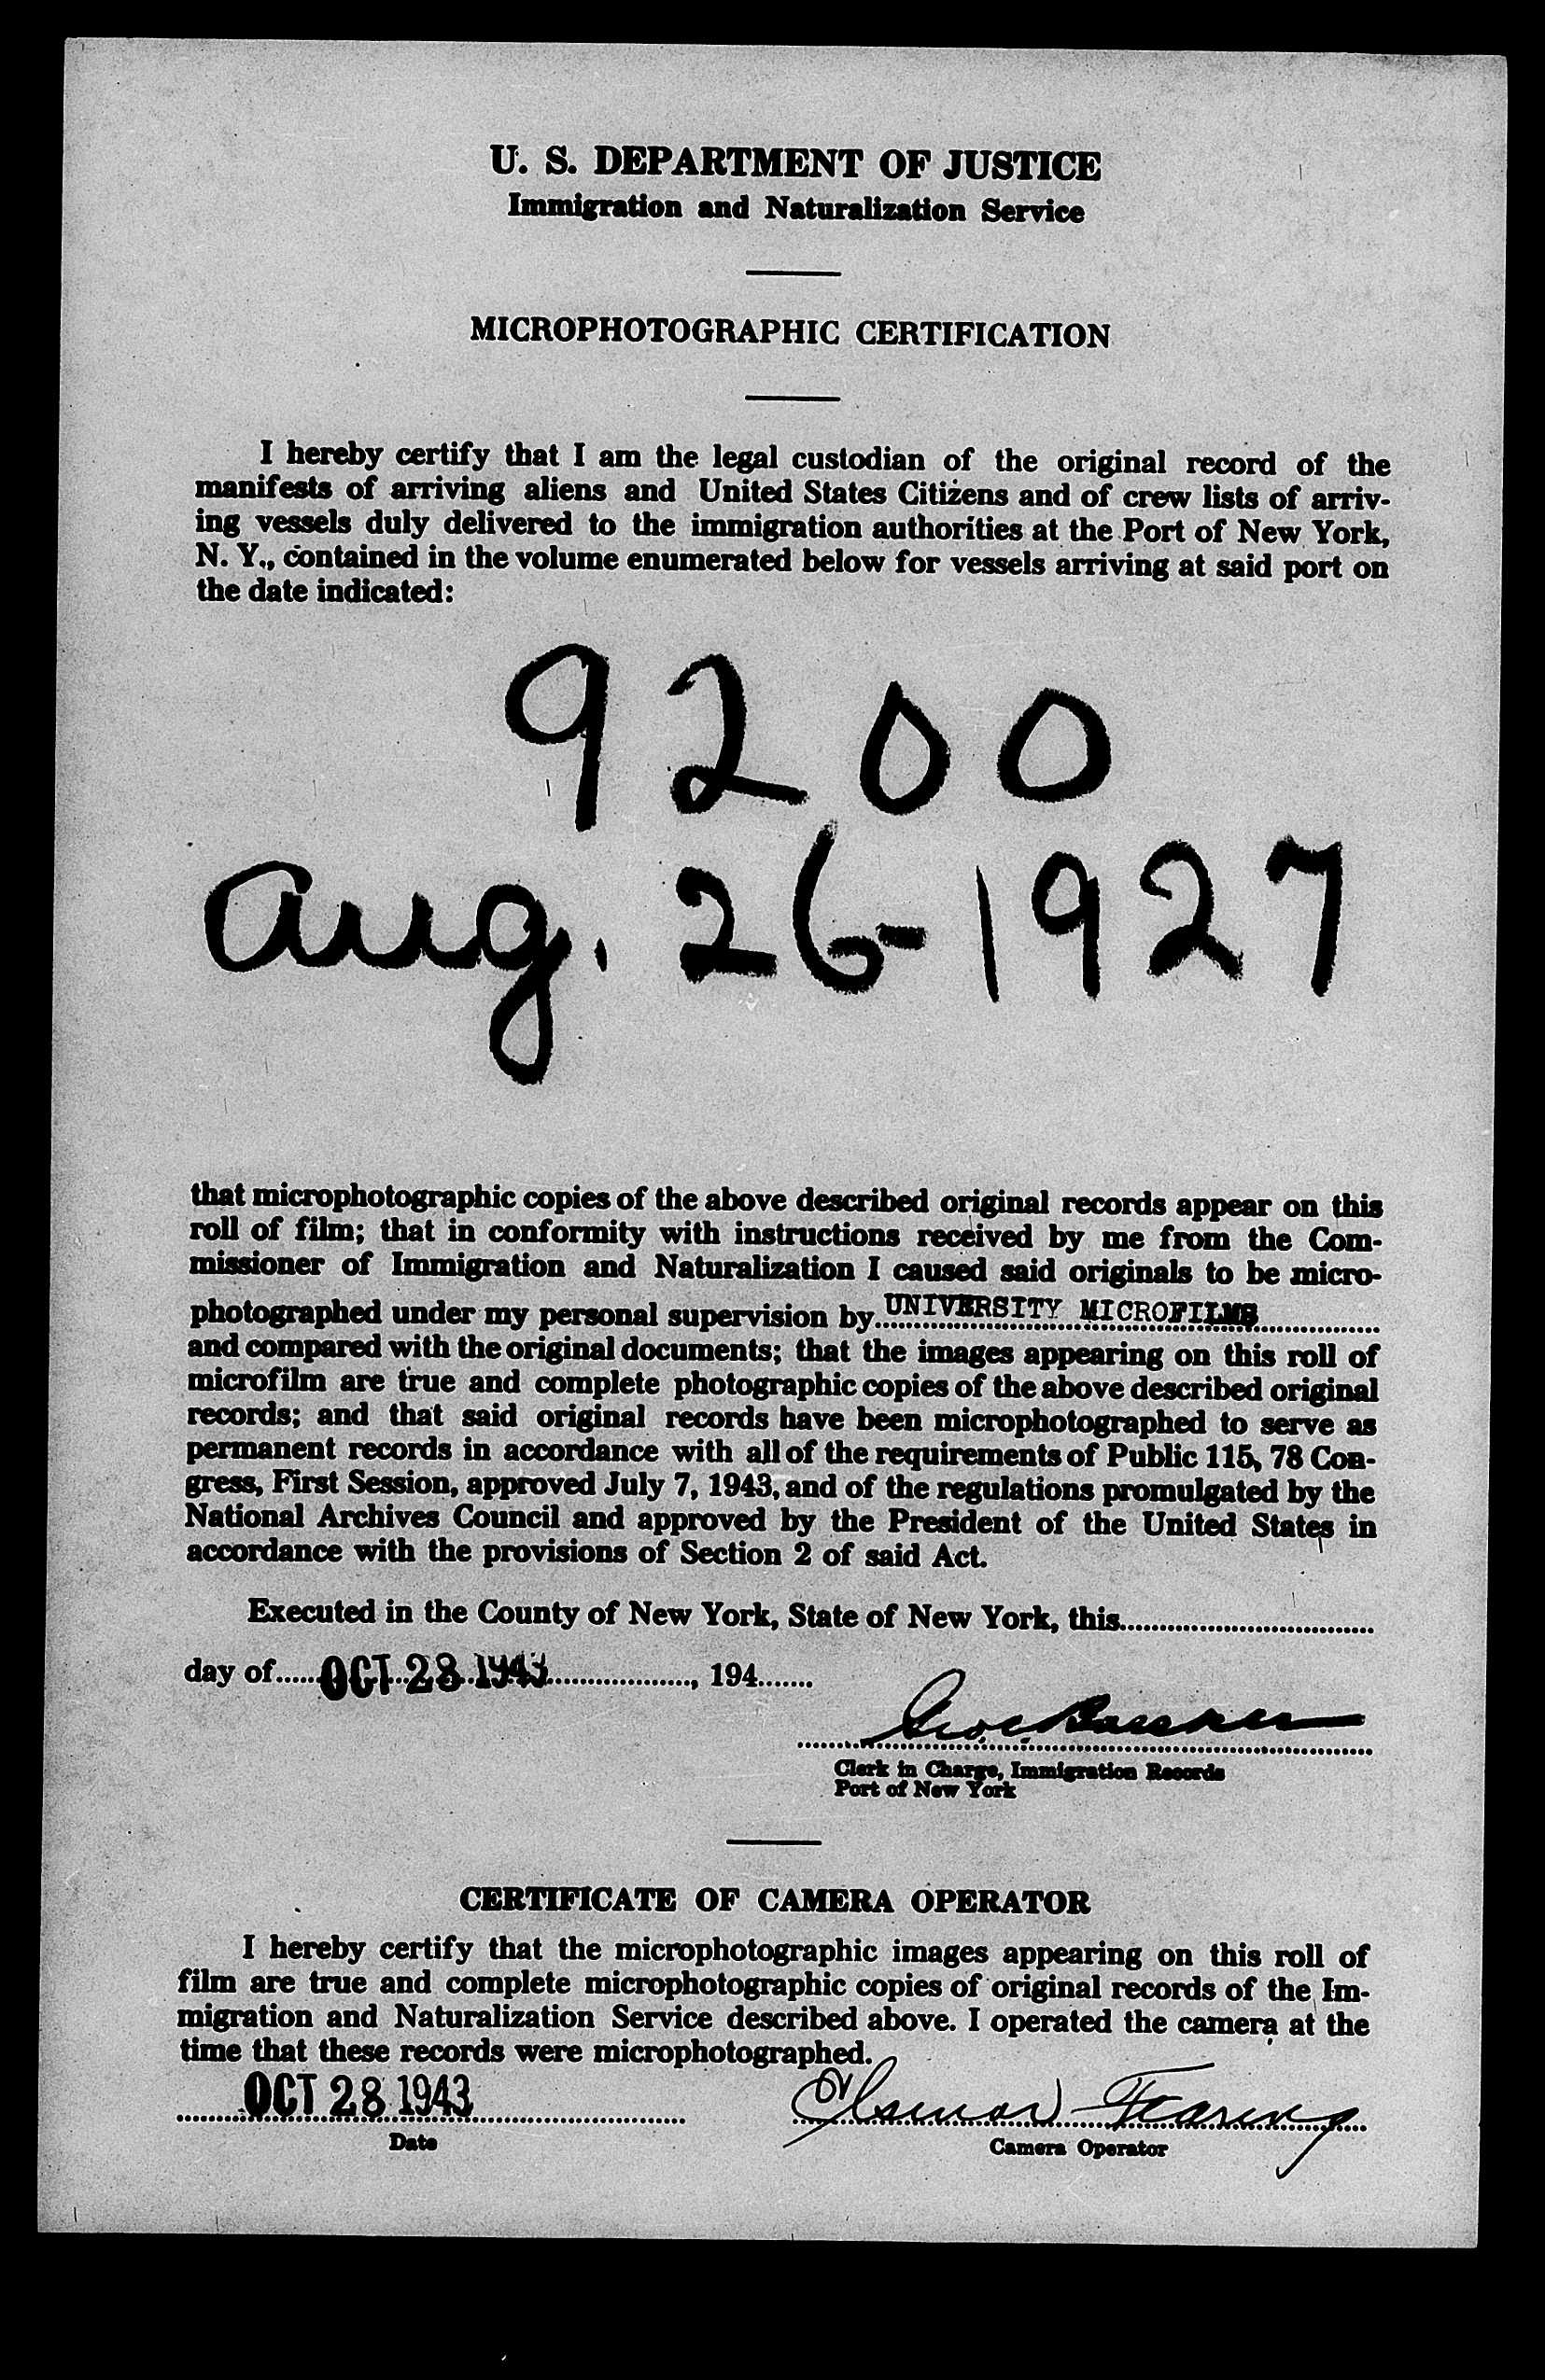 U. S. DEPARTMENT OF JUSTICE
Immigration and Naturalization Service
MICROPHOTOGRAPHIC CERTIFICATION
I hereby certify that I am the legal custodian of the original record of the
manifests of arriving aliens and United States Citizens and of crew lists of arriv-
ing vessels duly delivered to the immigration authorities at the Port of New York,
N. Y., contained in the volume enumerated below for vessels arriving at said port on
the date indicated:
9200
Aug. 26-1927
that microphotographic copies of the above described original records appear on this
roll of film; that in conformity with instructions received by me from the Com-
missioner of Immigration and Naturalization I caused said originals to be micro-
photographed under my personal supervision by UNIVERSITY MICROFILMS
and compared with the original documents; that the images appearing on this roll of
microfilm are true and complete photographic copies of the above described original
records; and that said original records have been microphotographed to serve as
permanent records in accordance with all of the requirements of Public 115, 78 Con-
gress, First Session, approved July 7, 1943, and of the regulations promulgated by the
National Archives Council and approved by the President of the United States in
accordance with the provisions of Section 2 of said Act.
Executed in the County of New York, State of New York, this
day of OCT 28 1943, 194
Clerk in Charge, Immigration Records
Port of New York
CERTIFICATE OF CAMERA OPERATOR
I hereby certify that the microphotographic images appearing on this roll of
film are true and complete microphotographic copies of original records of the Im-
migration and Naturalization Service described above. I operated the camera at the
time that these records were microphotographed.
OCT 28 1943 Fearing
Date Camera Operator